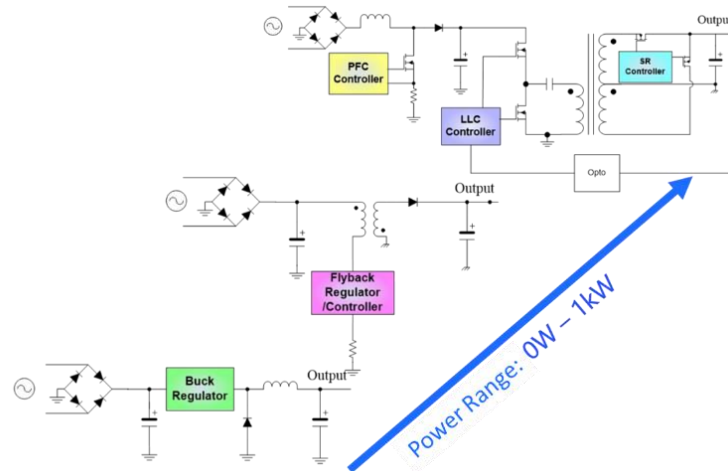 Output
PFC
Controller
+
SR
Controller
+
LLC
Controller
Opto
Output
+
+
Flyback
Regulator
/Controller
Power Range: 0W – 1kW
Buck
Regulator
Output
+
+